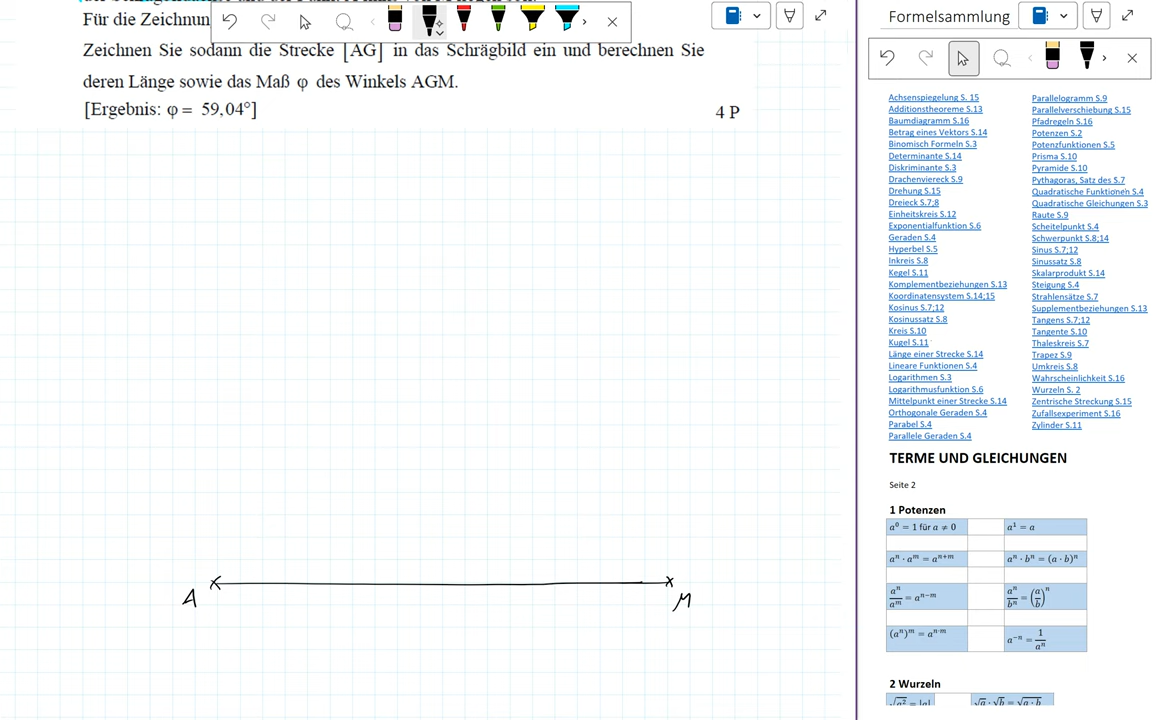 Für die Zeichnun
Zeichnen Sie sodann die Strecke [AG] in das Schrägbild ein und berechnen Sie
deren Länge sowie das Maß φ des Winkels AGM.
[Ergebnis: φ = 59,04°]
4 P
A
M
Formelsammlung
Achsenspiegelung S. 15
Additionstheoreme S.13
Baumdiagramm S.16
Betrag eines Vektors S.14
Binomisch Formeln S.3
Determinante S.14
Diskriminante S.3
Drachenviereck S.9
Drehung S.15
Dreieck S.7;8
Einheitskreis S.12
Exponentialfunktion S.6
Geraden S.4
Hyperbel S.5
Inkreis S.8
Kegel S.11
Komplementbeziehungen S.13
Koordinatensystem S.14;15
Kosinus S.7;12
Kosinussatz S.8
Kreis S.10
Kugel S.11
Länge einer Strecke S.14
Lineare Funktionen S.4
Logarithmen S.3
Logarithmusfunktion S.6
Mittelpunkt einer Strecke S.14
Orthogonale Geraden S.4
Parabel S.4
Parallele Geraden S.4
Parallelogramm S.9
Parallelverschiebung S.15
Pfadregeln S.16
Potenzen S.2
Potenzfunktionen S.5
Prisma S.10
Pyramide S.10
Pythagoras, Satz des S.7
Quadratische Funktionen S.4
Quadratische Gleichungen S.3
Raute S.9
Scheitelpunkt S.4
Schwerpunkt S.8;14
Sinus S.7;12
Sinussatz S.8
Skalarprodukt S.14
Steigung S.4
Strahlensätze S.7
Supplementbeziehungen S.13
Tangens S.7;12
Tangente S.10
Thaleskreis S.7
Trapez S.9
Umkreis S.8
Wahrscheinlichkeit S.16
Wurzeln S. 2
Zentrische Streckung S.15
Zufallsexperiment S.16
Zylinder S.11
TERME UND GLEICHUNGEN
Seite 2
1 Potenzen
a⁰ = 1 für a ≠ 0
a¹ = a
aⁿ · aᵐ = aⁿ⁺ᵐ
aⁿ · bⁿ = (a · b)ⁿ
aⁿ/aᵐ = aⁿ⁻ᵐ
aⁿ/bⁿ = (a/b)ⁿ
(aⁿ)ᵐ = aⁿ·ᵐ
a⁻ⁿ = 1/aⁿ
2 Wurzeln
√a² = |a|
√a · √b = √a · b